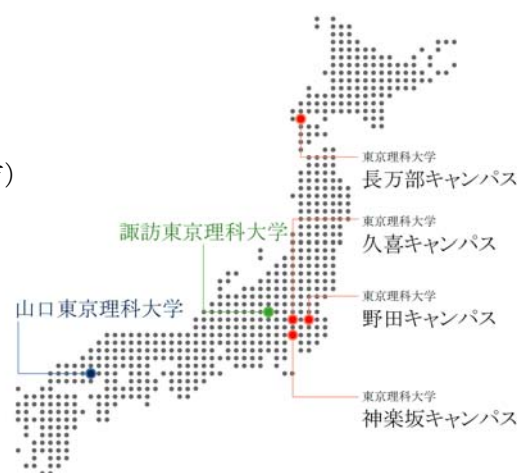 東京理科大学
長万部キャンパス
東京理科大学
久喜キャンパス
諏訪東京理科大学
東京理科大学
野田キャンパス
山口東京理科大学
東京理科大学
神楽坂キャンパス